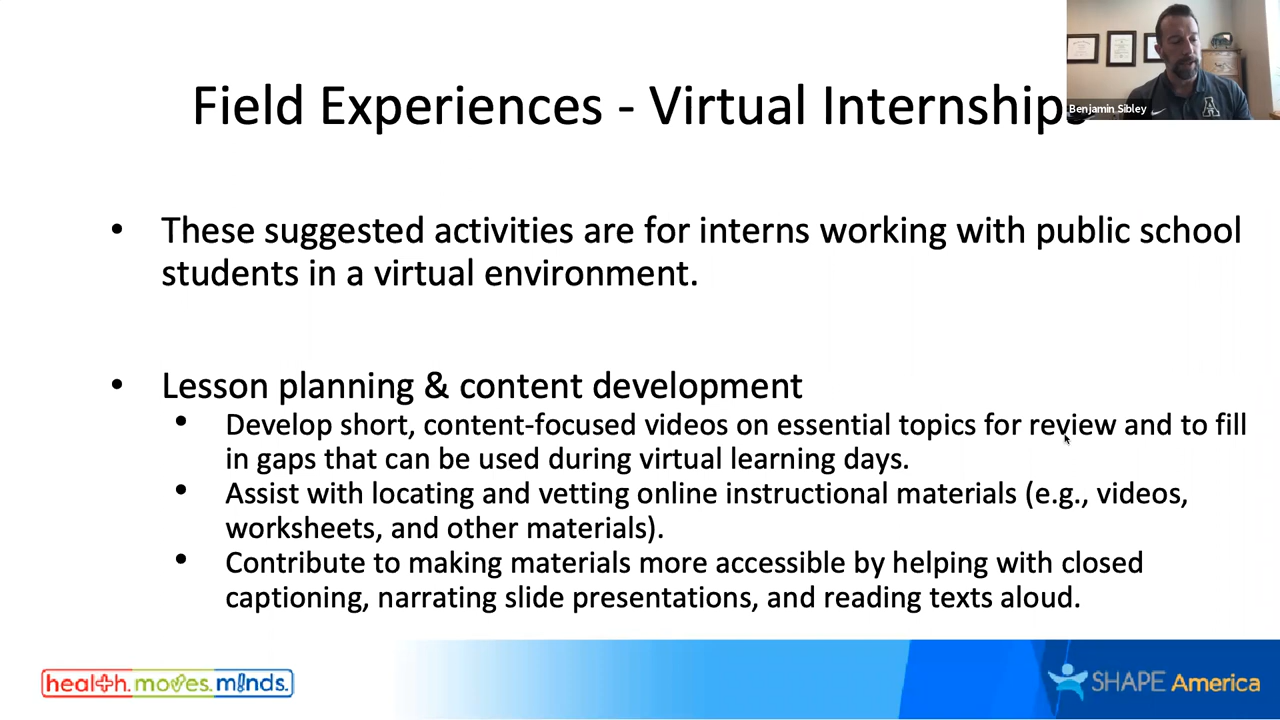 Field Experiences - Virtual Internships
Benjamin Sibley
• These suggested activities are for interns working with public school
students in a virtual environment.
• Lesson planning & content development
• Develop short, content-focused videos on essential topics for review and to fill
in gaps that can be used during virtual learning days.
• Assist with locating and vetting online instructional materials (e.g., videos,
worksheets, and other materials).
• Contribute to making materials more accessible by helping with closed
captioning, narrating slide presentations, and reading texts aloud.
health.moves.minds.
SHAPE America